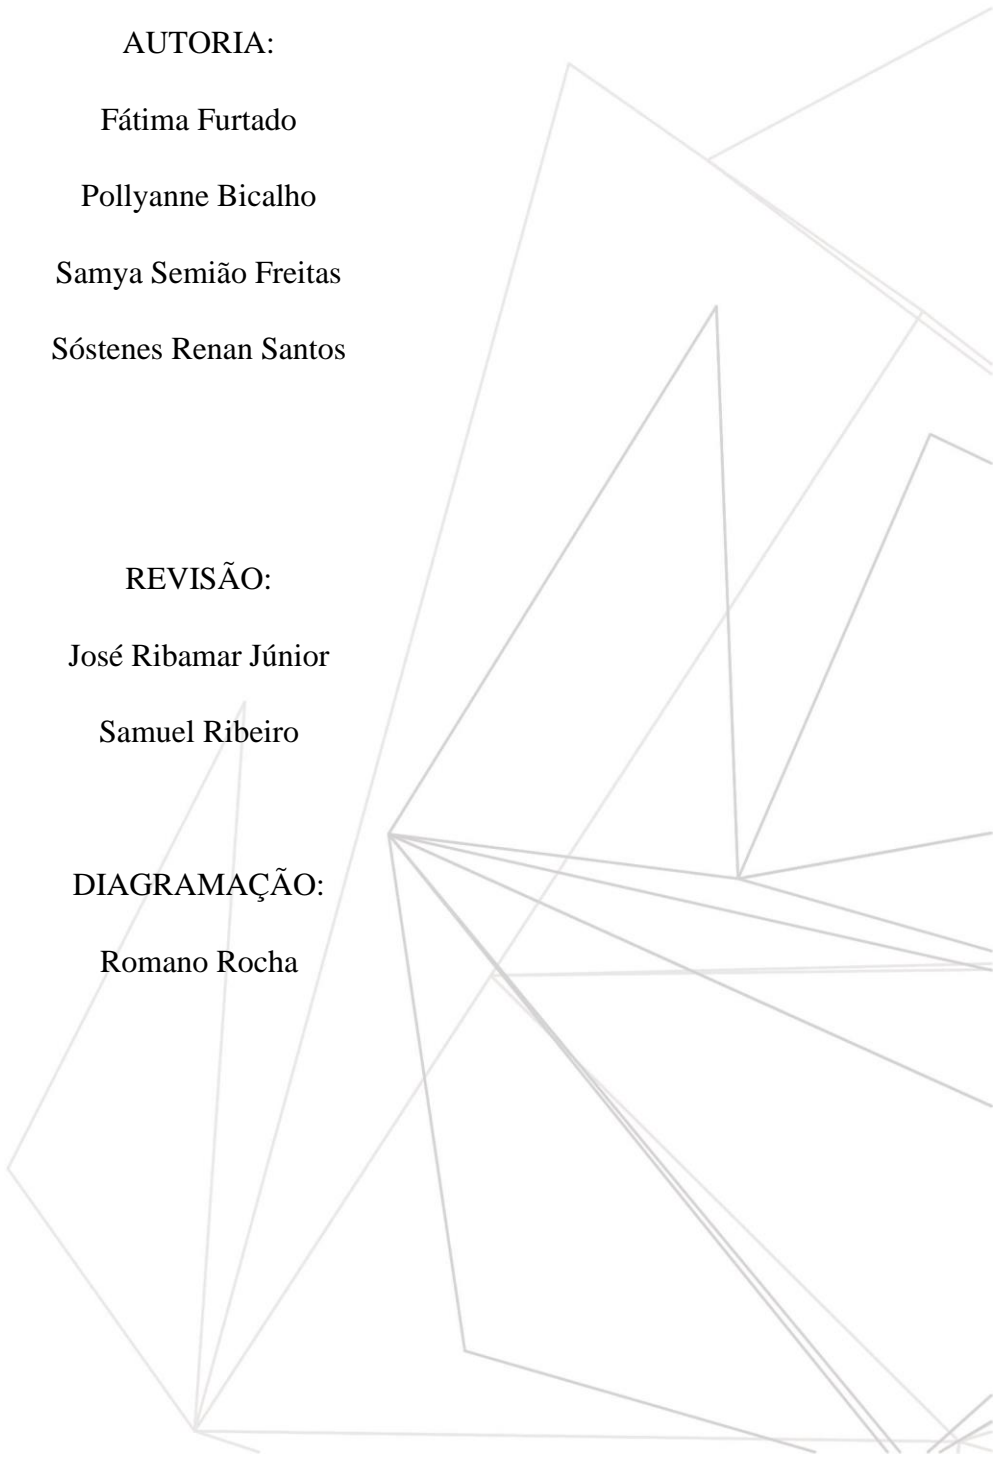 AUTORIA:
Fátima Furtado
Pollyanne Bicalho
Samya Semião Freitas
Sóstenes Renan Santos
REVISÃO:
José Ribamar Júnior
Samuel Ribeiro
DIAGRAMAÇÃO:
Romano Rocha